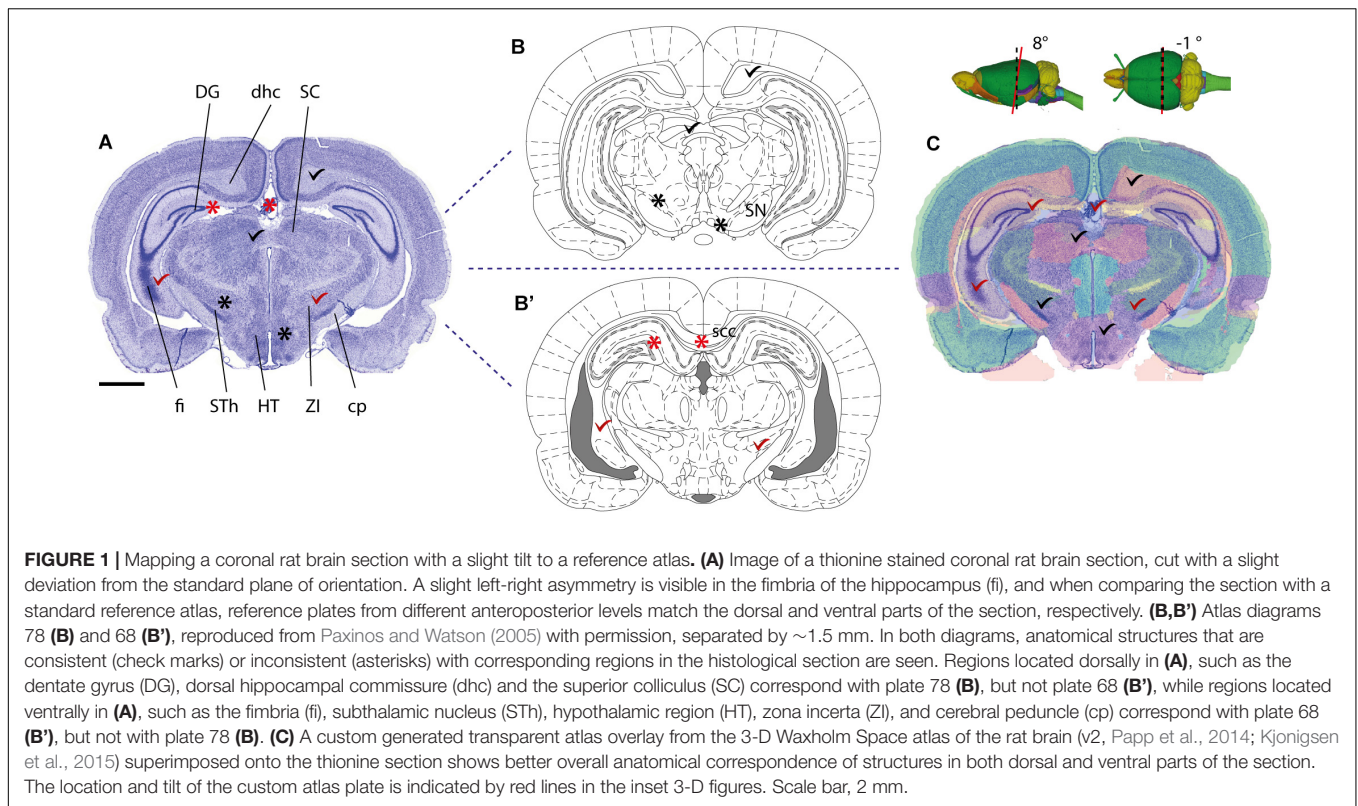 B
8°
-1 °
DG
dhc
SC
A
C
SN
B'
scc
fi
STh
HT
ZI
cp
FIGURE 1 | Mapping a coronal rat brain section with a slight tilt to a reference atlas. (A) Image of a thionine stained coronal rat brain section, cut with a slight
deviation from the standard plane of orientation. A slight left-right asymmetry is visible in the fimbria of the hippocampus (fi), and when comparing the section with a
standard reference atlas, reference plates from different anteroposterior levels match the dorsal and ventral parts of the section, respectively. (B,B') Atlas diagrams
78 (B) and 68 (B'), reproduced from Paxinos and Watson (2005) with permission, separated by ∼1.5 mm. In both diagrams, anatomical structures that are
consistent (check marks) or inconsistent (asterisks) with corresponding regions in the histological section are seen. Regions located dorsally in (A), such as the
dentate gyrus (DG), dorsal hippocampal commissure (dhc) and the superior colliculus (SC) correspond with plate 78 (B), but not plate 68 (B'), while regions located
ventrally in (A), such as the fimbria (fi), subthalamic nucleus (STh), hypothalamic region (HT), zona incerta (ZI), and cerebral peduncle (cp) correspond with plate 68
(B'), but not with plate 78 (B). (C) A custom generated transparent atlas overlay from the 3-D Waxholm Space atlas of the rat brain (v2, Papp et al., 2014; Kjonigsen
et al., 2015) superimposed onto the thionine section shows better overall anatomical correspondence of structures in both dorsal and ventral parts of the section.
The location and tilt of the custom atlas plate is indicated by red lines in the inset 3-D figures. Scale bar, 2 mm.